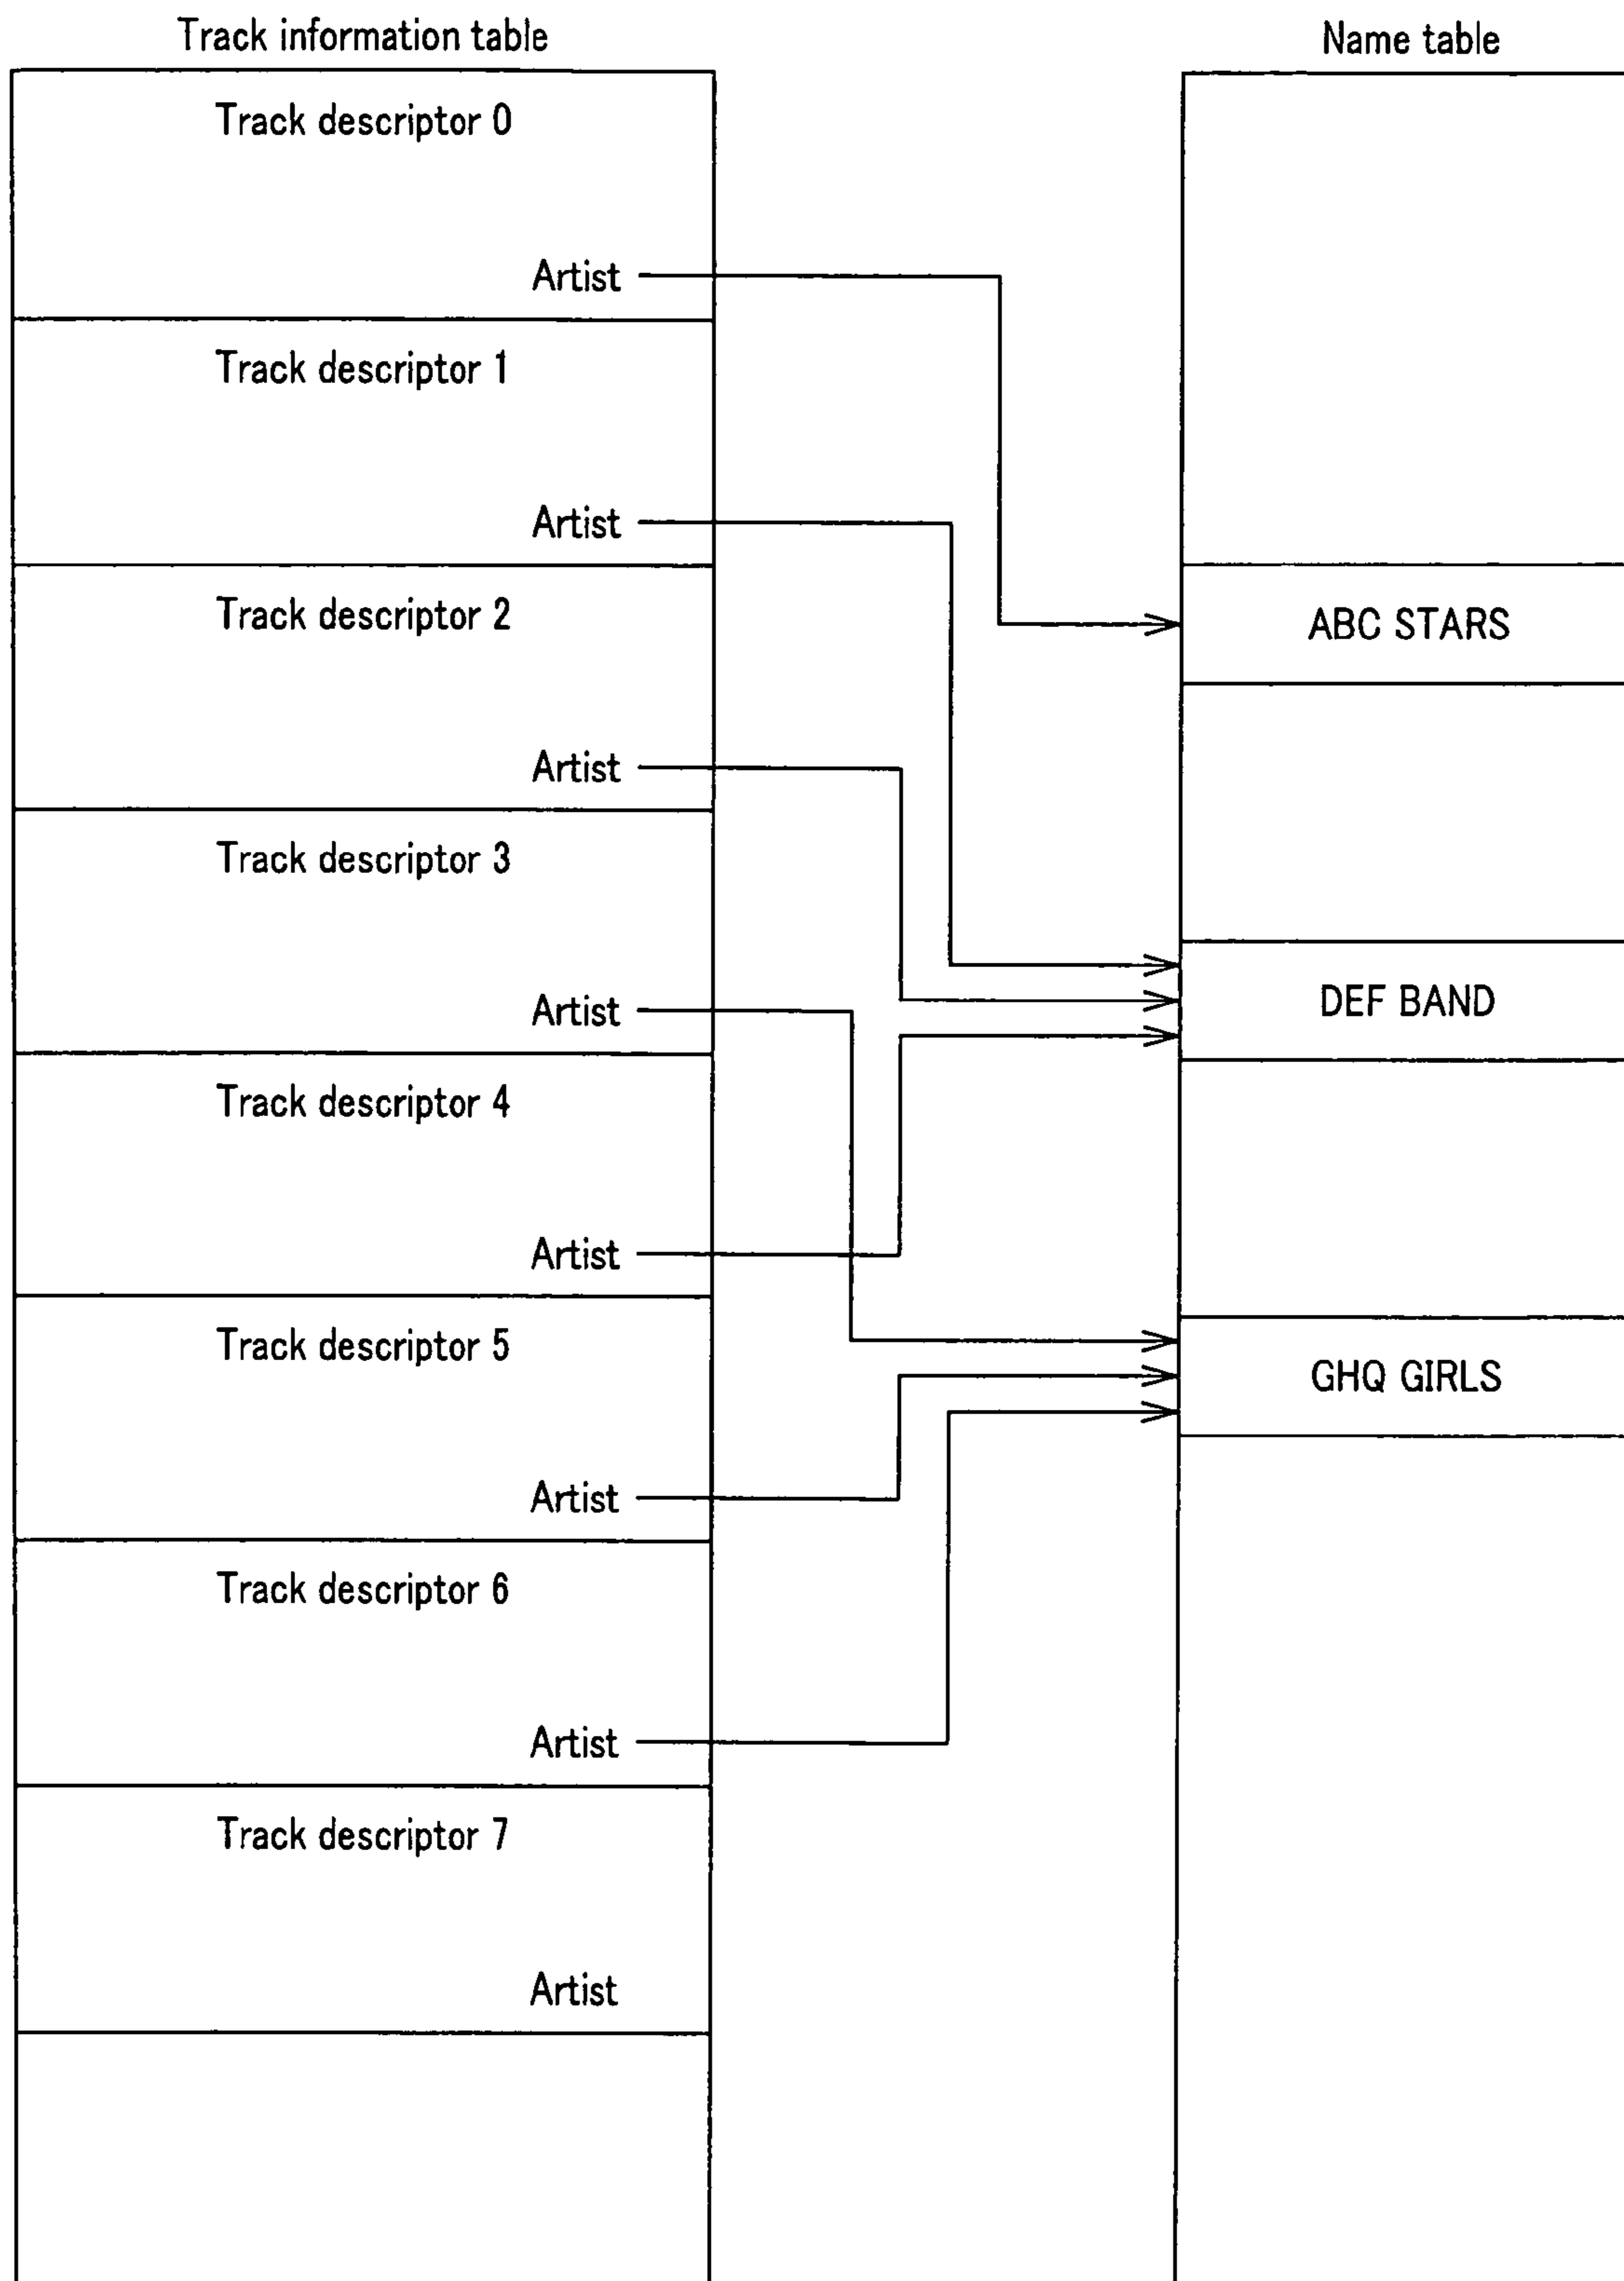 Track information table
Name table
Track descriptor 0
Artist
Track descriptor 1
Artist
Track descriptor 2
Artist
Track descriptor 3
Artist
Track descriptor 4
Artist
Track descriptor 5
Artist
Track descriptor 6
Artist
Track descriptor 7
Artist
ABC STARS
DEF BAND
GHQ GIRLS